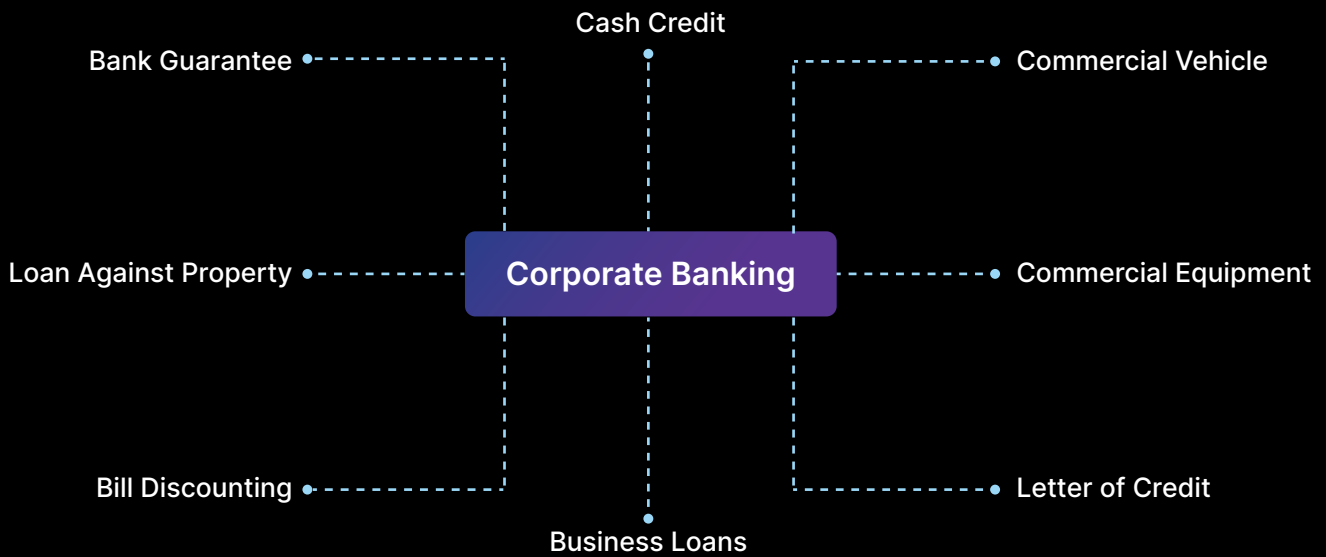 Cash Credit
Bank Guarantee
Commercial Vehicle
Loan Against Property
Corporate Banking
Commercial Equipment
Bill Discounting
Letter of Credit
Business Loans